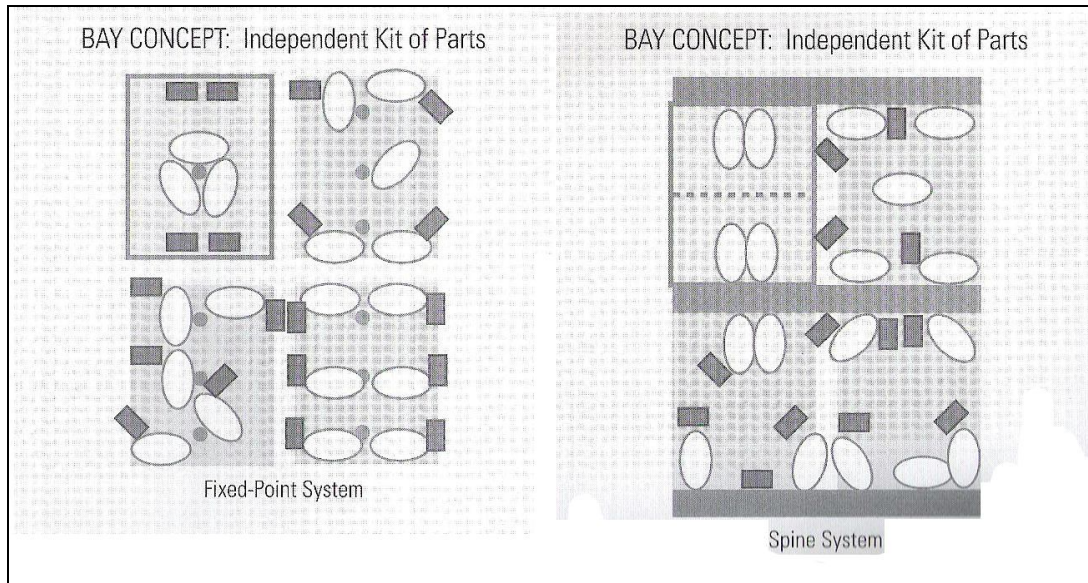 BAY CONCEPT: Independent Kit of Parts
Fixed-Point System
BAY CONCEPT: Independent Kit of Parts
Spine System